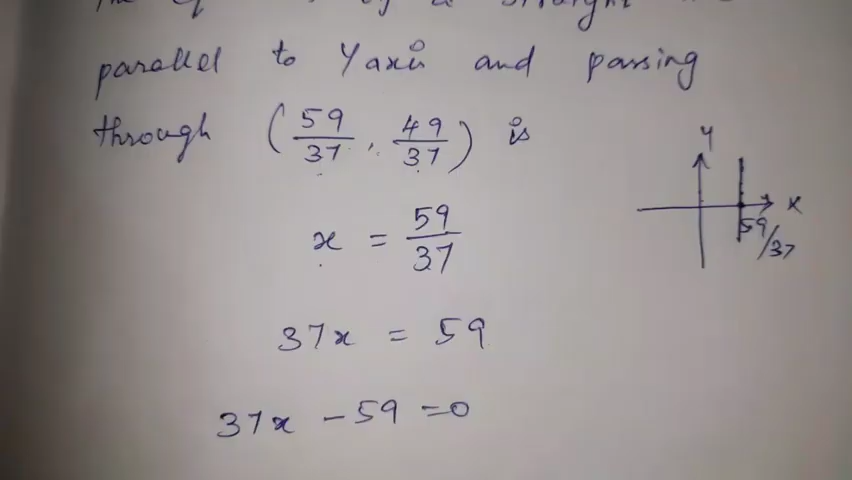 parallel to Y axis and passing
through (59/37, 49/37) is
x = 59/37
37x = 59
37x - 59 = 0
Y
x
59/37